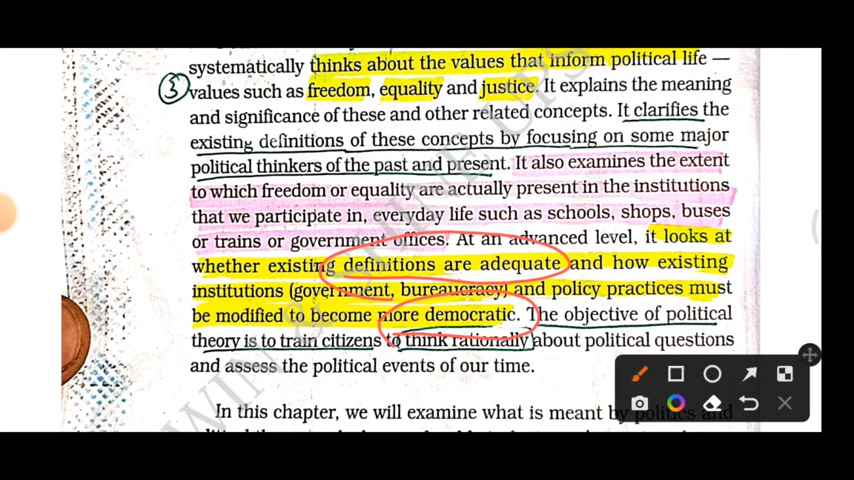 systematically thinks about the values that inform political life —
③ values such as freedom, equality and justice. It explains the meaning
and significance of these and other related concepts. It clarifies the
existing definitions of these concepts by focusing on some major
political thinkers of the past and present. It also examines the extent
to which freedom or equality are actually present in the institutions
that we participate in, everyday life such as schools, shops, buses
or trains or government offices. At an advanced level, it looks at
whether existing definitions are adequate and how existing
institutions (government, bureaucracy) and policy practices must
be modified to become more democratic. The objective of political
theory is to train citizens to think rationally about political questions
and assess the political events of our time.
In this chapter, we will examine what is meant by politics and